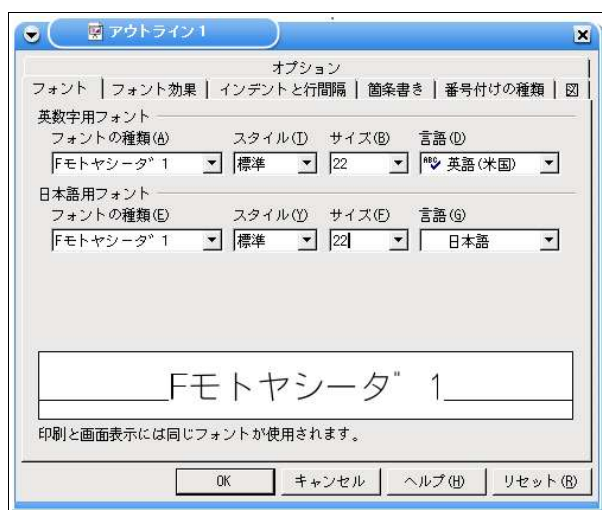 アウトライン1
オプション
フォント フォント効果 インデントと行間隔 箇条書き 番号付けの種類 図
英数字用フォント
フォントの種類(A) スタイル(T) サイズ(B) 言語(D)
Fモトヤシータ゛1 標準 22 ABC 英語(米国)
日本語用フォント
フォントの種類(E) スタイル(Y) サイズ(F) 言語(G)
Fモトヤシータ゛1 標準 22 日本語
Fモトヤシータ゛1
印刷と画面表示には同じフォントが使用されます。
OK キャンセル ヘルプ(H) リセット(R)